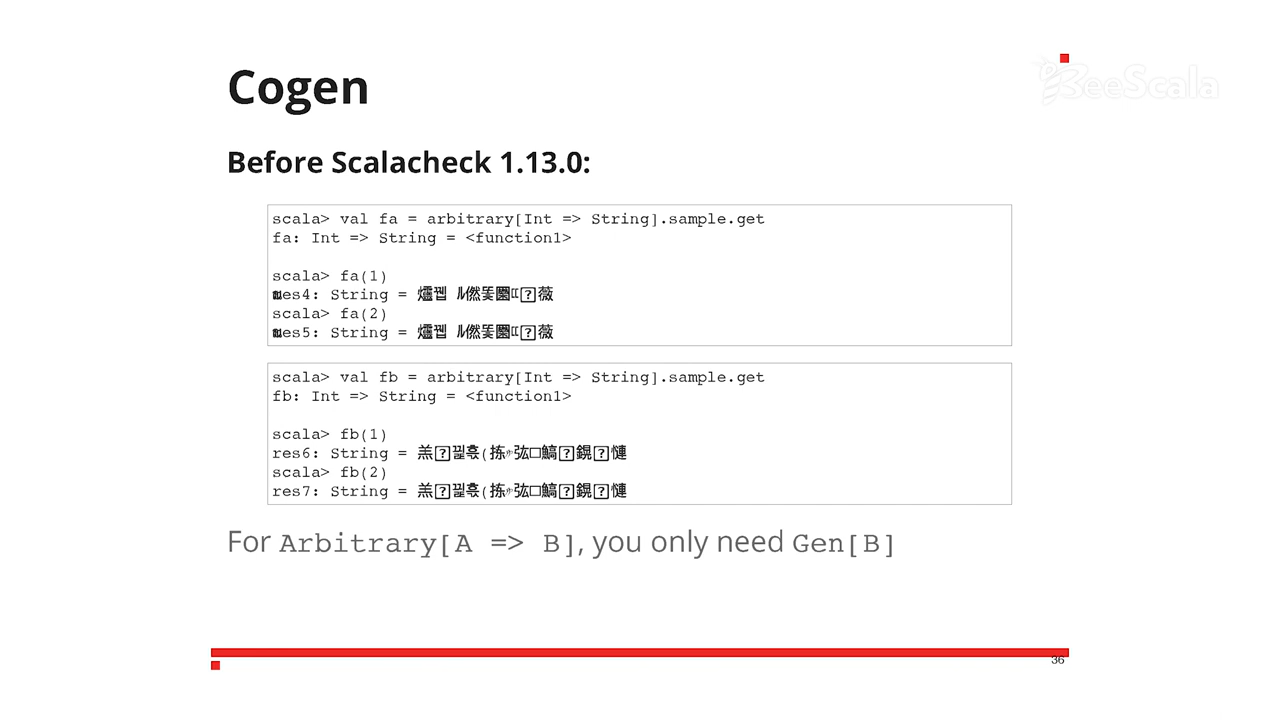 BeeScala
Cogen
Before Scalacheck 1.13.0:
scala> val fa = arbitrary[Int => String].sample.get
fa: Int => String = <function1>
scala> fa(1)
es4: String =
scala> fa(2)
es5: String =
scala> val fb = arbitrary[Int => String].sample.get
fb: Int => String = <function1>
scala> fb(1)
res6: String =
scala> fb(2)
res7: String =
For Arbitrary[A => B], you only need Gen[B]
36